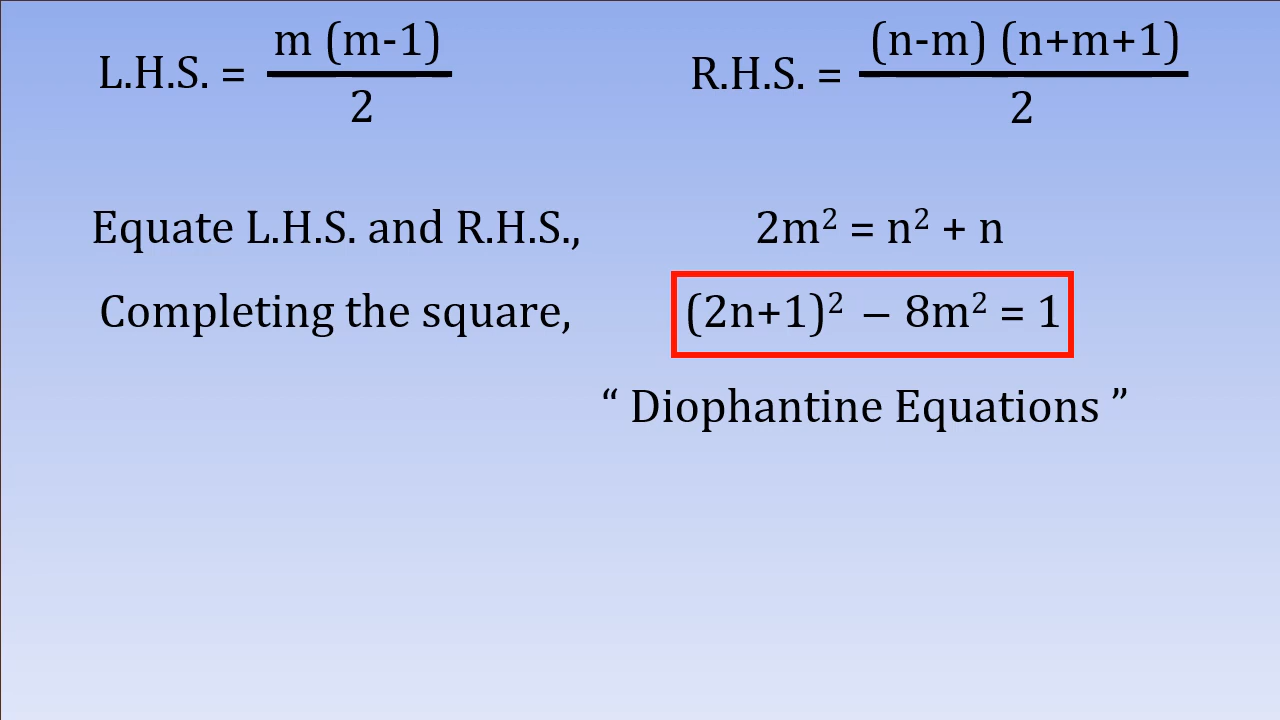 L.H.S. = m (m-1) / 2 R.H.S. = (n-m) (n+m+1) / 2
Equate L.H.S. and R.H.S., 2m² = n² + n
Completing the square, (2n+1)² – 8m² = 1
“ Diophantine Equations ”